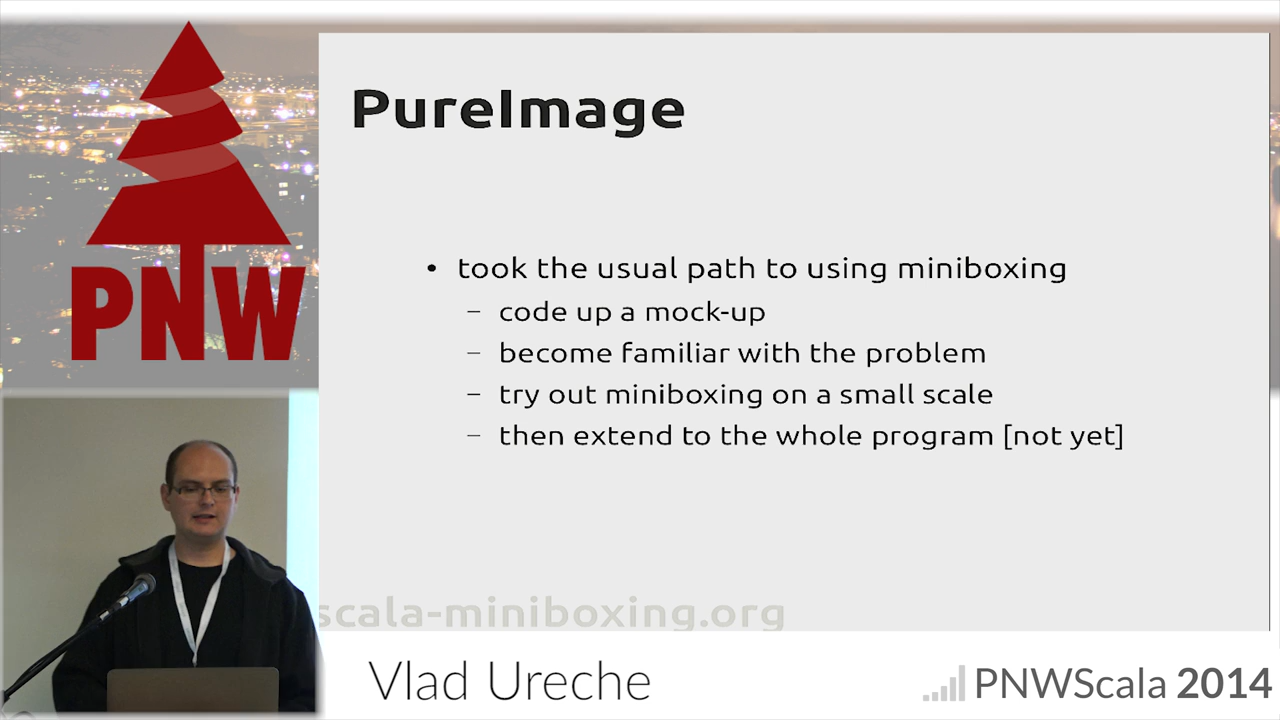 PNW
PureImage
• took the usual path to using miniboxing
– code up a mock-up
– become familiar with the problem
– try out miniboxing on a small scale
– then extend to the whole program [not yet]
scala-miniboxing.org
Vlad Ureche
PNWScala 2014